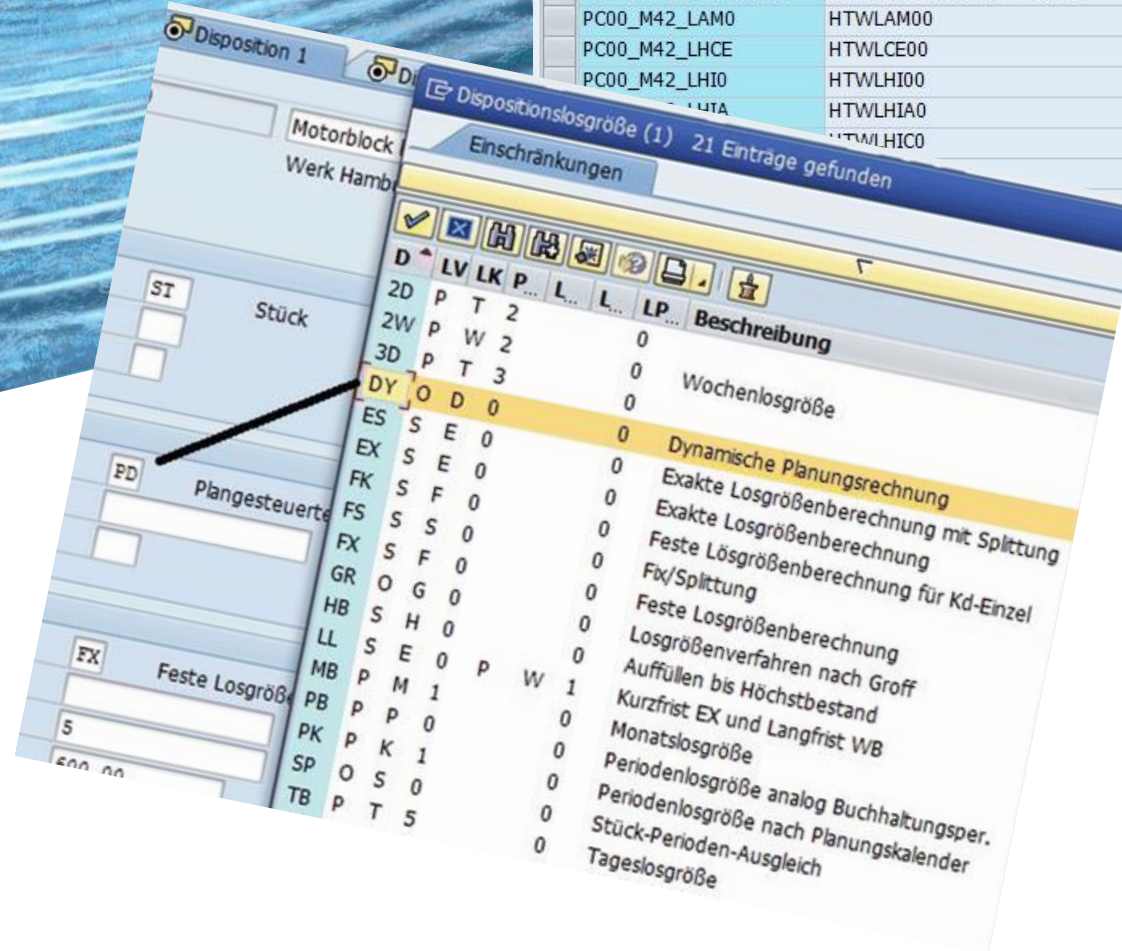 PC00_M42_LAM0 HTWLAM00
PC00_M42_LHCE HTWLCE00
PC00_M42_LHI0 HTWLHI00
LHIA HTWLHIA0
HTWLHIC0
Disposition 1
Motorblock
Werk Hamb
ST Stück
PD Plangesteuerte
FX Feste Losgröß
5
600,00
Dispositionslosgröße (1) 21 Einträge gefunden
Einschränkungen
D LV LK P... L... L... LP... Beschreibung
2D P T 2 0
2W P W 2 0 Wochenlosgröße
3D P T 3 0
DY O D 0 0 Dynamische Planungsrechnung
ES S E 0 0 Exakte Losgrößenberechnung mit Splittung
EX S E 0 0 Exakte Losgrößenberechnung
FK S F 0 0 Feste Lösgrößenberechnung für Kd-Einzel
FS S S 0 0 Fix/Splittung
FX S F 0 0 Feste Losgrößenberechnung
GR O G 0 0 Losgrößenverfahren nach Groff
HB S H 0 0 Auffüllen bis Höchstbestand
LL S E 0 P W 1 Kurzfrist EX und Langfrist WB
MB P M 1 0 Monatslosgröße
PB P P 0 0 Periodenlosgröße analog Buchhaltungsper.
PK P K 1 0 Periodenlosgröße nach Planungskalender
SP O S 0 0 Stück-Perioden-Ausgleich
TB P T 5 0 Tageslosgröße